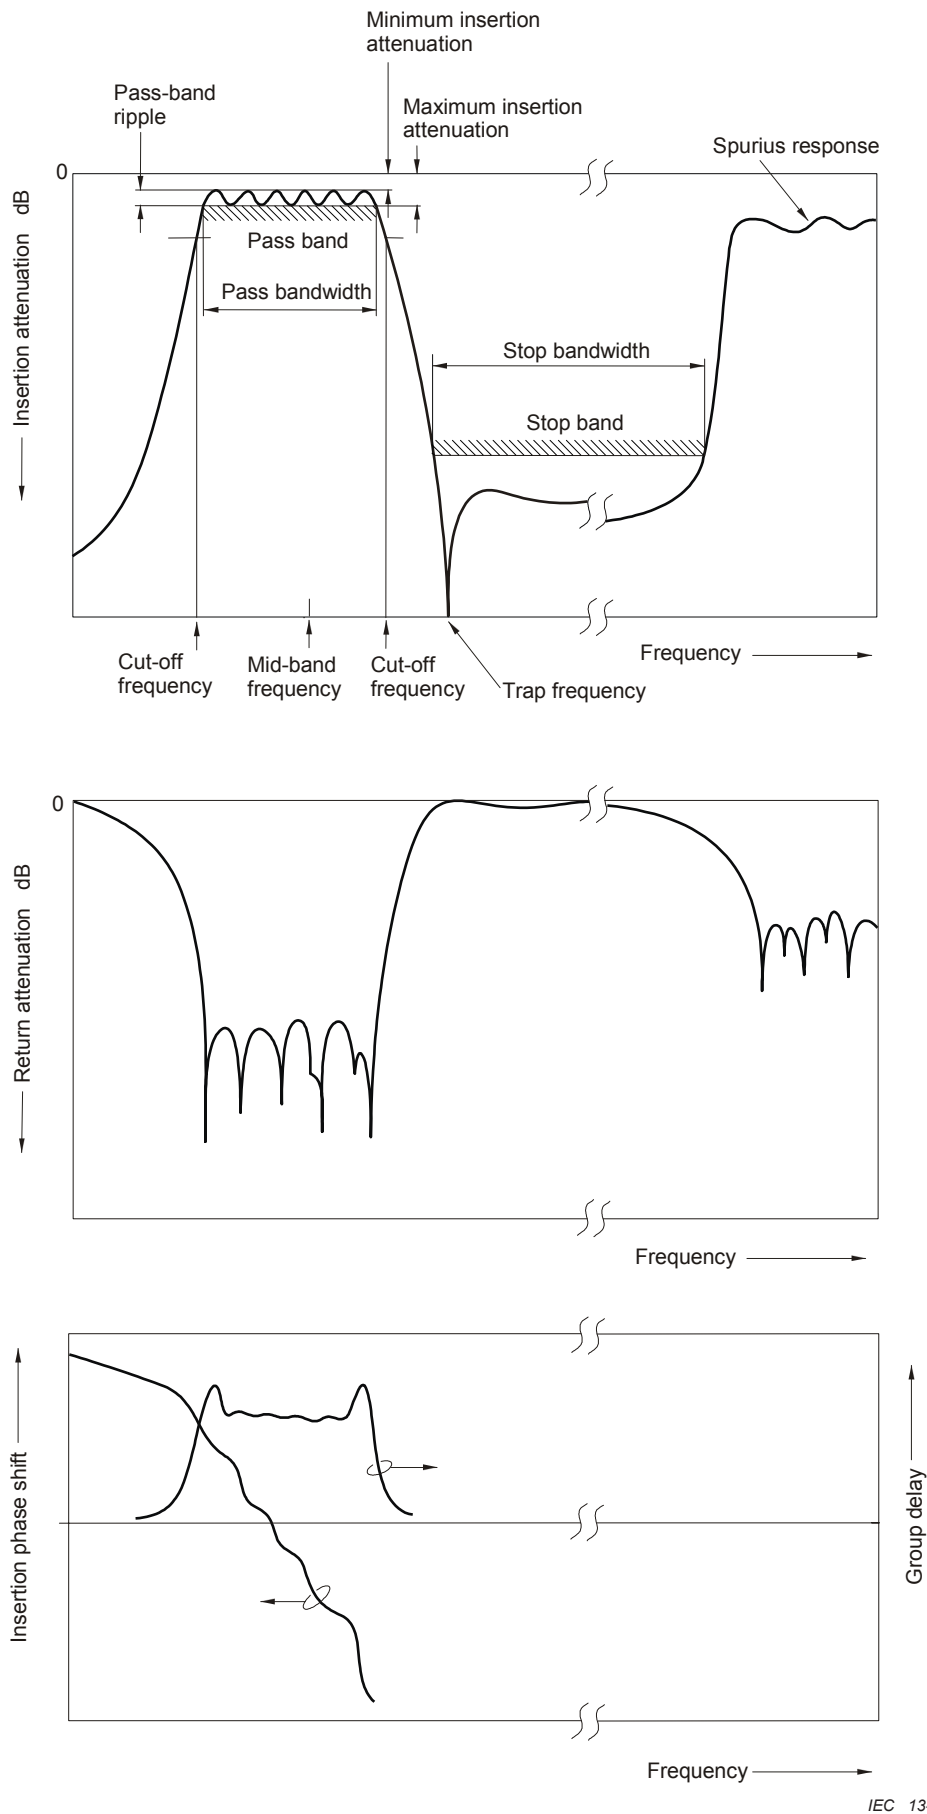 Minimum insertion
attenuation
Pass-band
ripple
Maximum insertion
attenuation
Spurius response
0
Insertion attenuation dB
Pass band
Pass bandwidth
Stop bandwidth
Stop band
Cut-off
frequency
Mid-band
frequency
Cut-off
frequency
Trap frequency
Frequency
0
Return attenuation dB
Frequency
Insertion phase shift
Group delay
Frequency
IEC 13